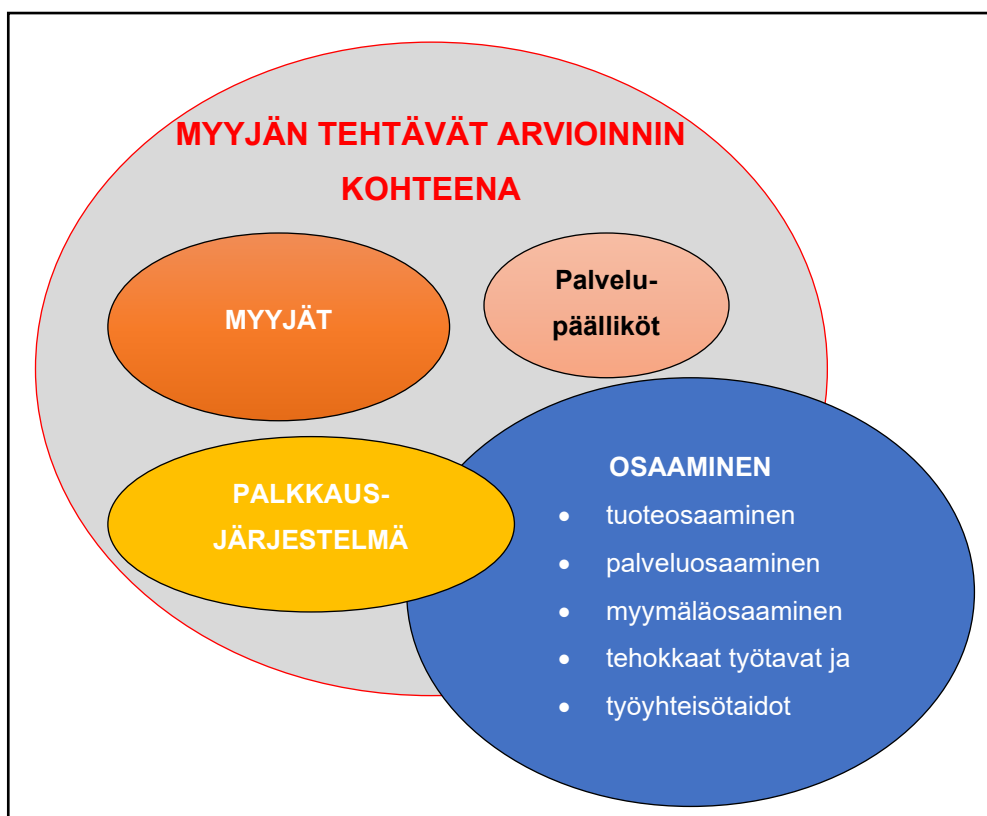 MYYJÄN TEHTÄVÄT ARVIOINNIN
KOHTEENA
MYYJÄT
Palvelu-
päälliköt
PALKKAUS-
JÄRJESTELMÄ
OSAAMINEN
• tuoteosaaminen
• palveluosaaminen
• myymäläosaaminen
• tehokkaat työtavat ja
• työyhteisötaidot